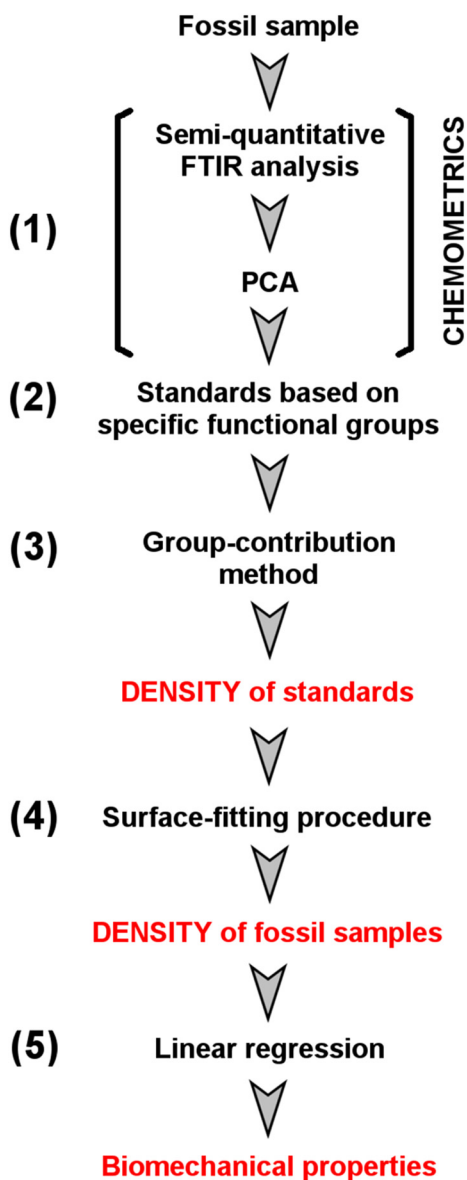 Fossil sample
Semi-quantitative
FTIR analysis
CHEMOMETRICS
(1)
PCA
(2)
Standards based on
specific functional groups
(3)
Group-contribution
method
DENSITY of standards
(4)
Surface-fitting procedure
DENSITY of fossil samples
(5)
Linear regression
Biomechanical properties